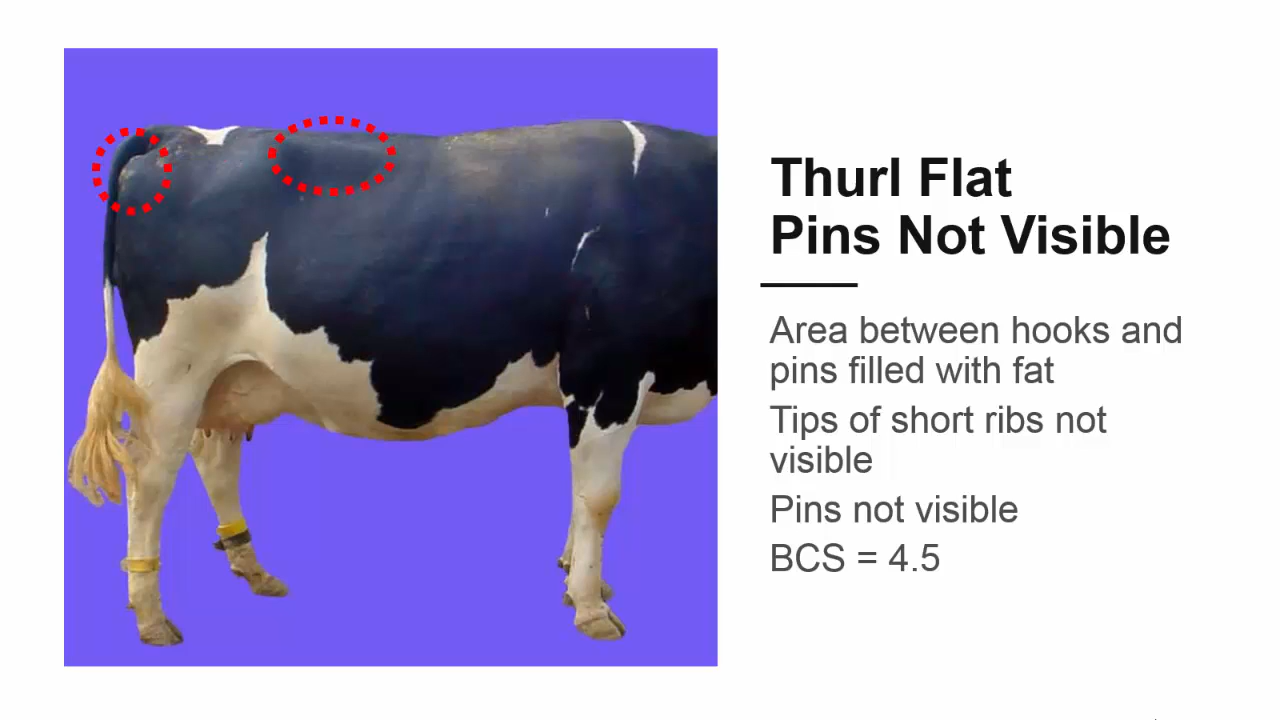 Thurl Flat
Pins Not Visible
Area between hooks and
pins filled with fat
Tips of short ribs not
visible
Pins not visible
BCS = 4.5